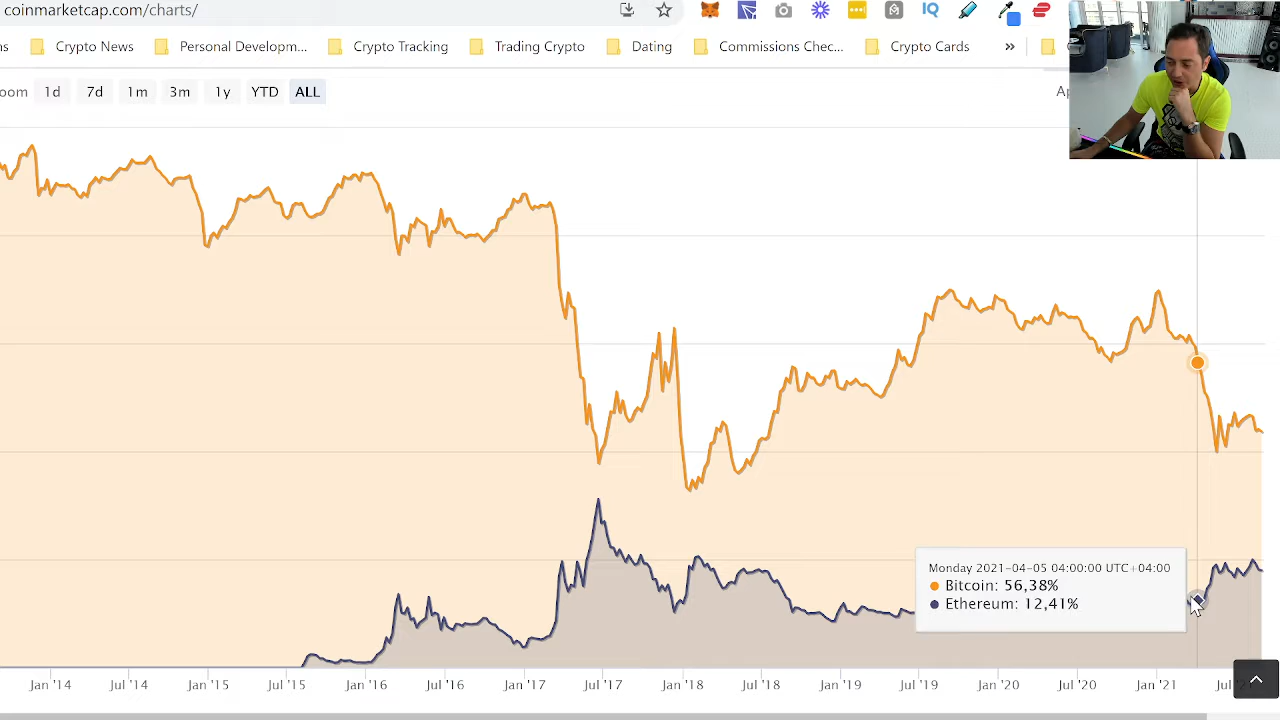 coinmarketcap.com/charts/
IQ
ns Crypto News Personal Developm... Crypto Tracking Trading Crypto Dating Commissions Chec... Crypto Cards »
oom 1d 7d 1m 3m 1y YTD ALL Ap
Monday 2021-04-05 04:00:00 UTC+04:00
Bitcoin: 56,38%
Ethereum: 12,41%
Jan '14 Jul '14 Jan '15 Jul '15 Jan '16 Jul '16 Jan '17 Jul '17 Jan '18 Jul '18 Jan '19 Jul '19 Jan '20 Jul '20 Jan '21